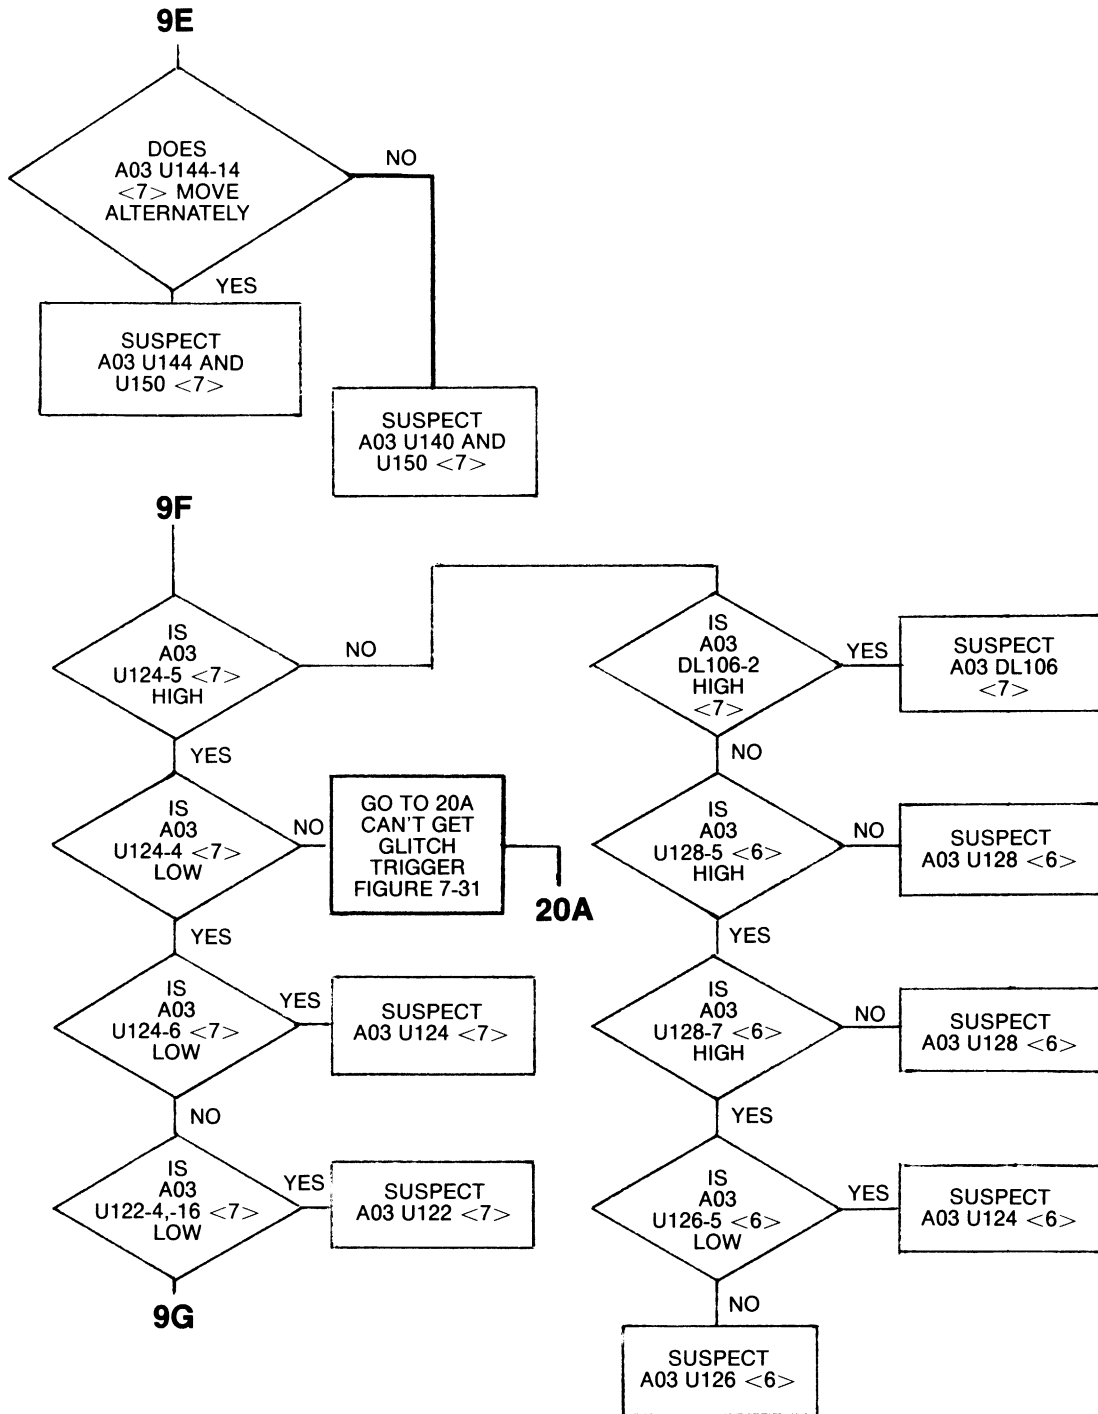 9E
DOES
A03 U144-14
<7> MOVE
ALTERNATELY
NO
YES
SUSPECT
A03 U144 AND
U150 <7>
SUSPECT
A03 U140 AND
U150 <7>
9F
IS
A03
U124-5 <7>
HIGH
NO
YES
IS
A03
U124-4 <7>
LOW
NO
GO TO 20A
CAN'T GET
GLITCH
TRIGGER
FIGURE 7-31
20A
YES
IS
A03
U124-6 <7>
LOW
YES
SUSPECT
A03 U124 <7>
NO
IS
A03
U122-4,-16 <7>
LOW
YES
SUSPECT
A03 U122 <7>
9G
IS
A03
DL106-2
HIGH
<7>
YES
SUSPECT
A03 DL106
<7>
NO
IS
A03
U128-5 <6>
HIGH
NO
SUSPECT
A03 U128 <6>
YES
IS
A03
U128-7 <6>
HIGH
NO
SUSPECT
A03 U128 <6>
YES
IS
A03
U126-5 <6>
LOW
YES
SUSPECT
A03 U124 <6>
NO
SUSPECT
A03 U126 <6>